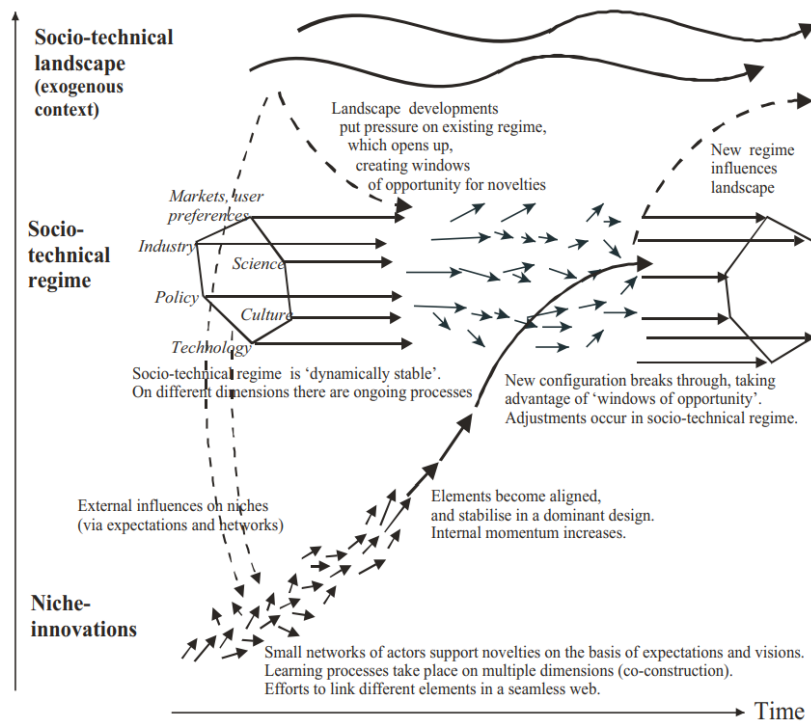 Socio-technical
landscape
(exogenous
context)
Landscape developments
put pressure on existing regime,
which opens up,
creating windows
of opportunity for novelties
New regime
influences
landscape
Markets, user
preferences
Socio-
technical
regime
Industry
Science
Policy
Culture
Technology
Socio-technical regime is ‘dynamically stable’.
On different dimensions there are ongoing processes
New configuration breaks through, taking
advantage of ‘windows of opportunity’.
Adjustments occur in socio-technical regime.
External influences on niches
(via expectations and networks)
Elements become aligned,
and stabilise in a dominant design.
Internal momentum increases.
Niche-
innovations
Small networks of actors support novelties on the basis of expectations and visions.
Learning processes take place on multiple dimensions (co-construction).
Efforts to link different elements in a seamless web.
Time